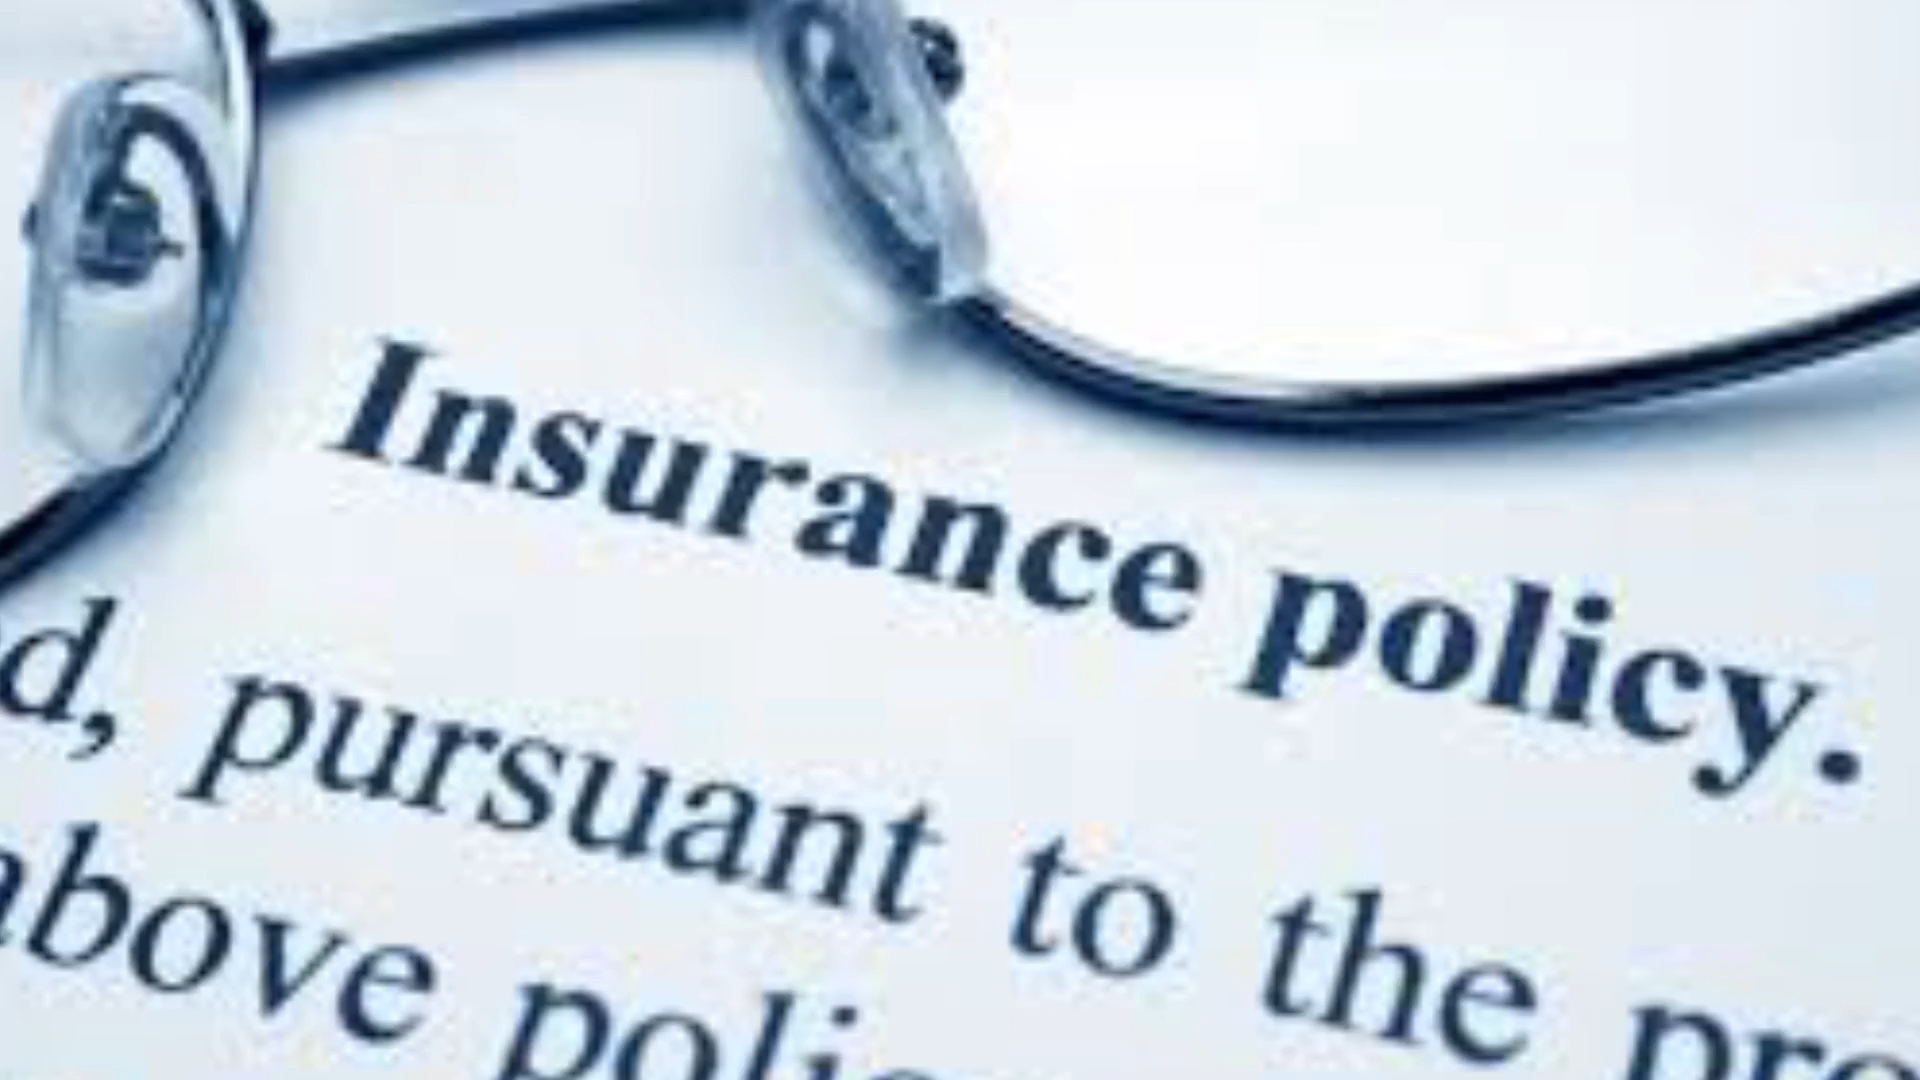 Insurance policy.
pursuant to the
above